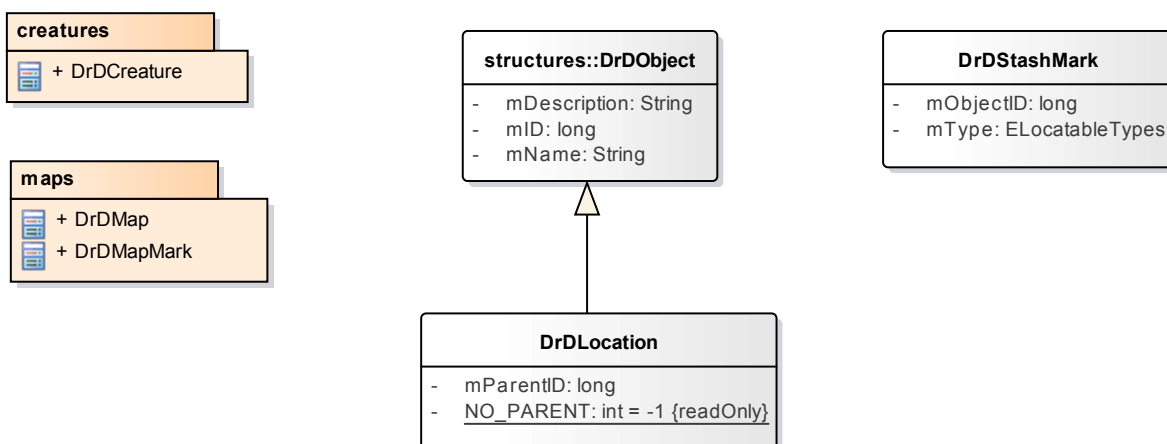 creatures
+ DrDCreature
maps
+ DrDMap
+ DrDMapMark
structures::DrDObject
- mDescription: String
- mID: long
- mName: String
DrDStashMark
- mObjectID: long
- mType: ELocatableTypes
DrDLocation
- mParentID: long
- NO_PARENT: int = -1 {readOnly}